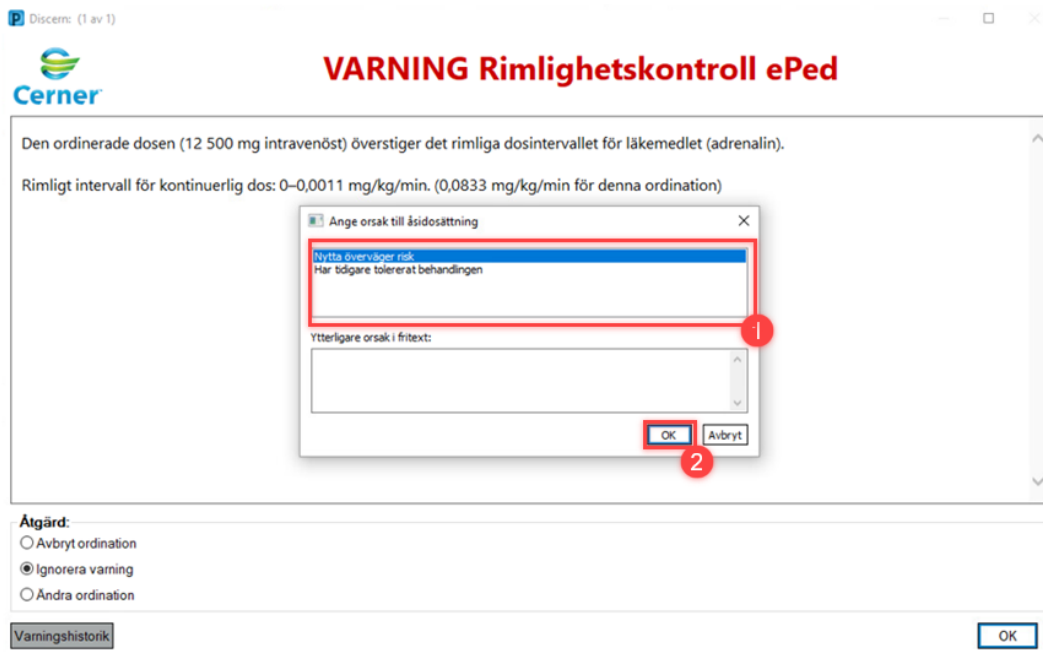 Discern: (1 av 1)
Cerner
VARNING Rimlighetskontroll ePed
Den ordinerade dosen (12 500 mg intravenöst) överstiger det rimliga dosintervallet för läkemedlet (adrenalin).
Rimligt intervall för kontinuerlig dos: 0–0,0011 mg/kg/min. (0,0833 mg/kg/min för denna ordination)
Ange orsak till åsidosättning
Nytta överväger risk
Har tidigare tolererat behandlingen
1
Ytterligare orsak i fritext:
OK Avbryt
2
Åtgärd:
Avbryt ordination
Ignorera varning
Ändra ordination
Varningshistorik OK